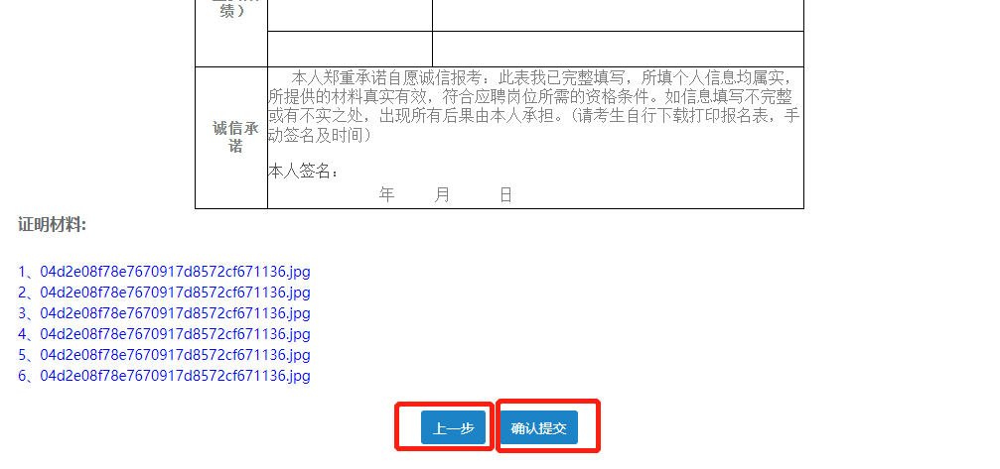 绩）
本人郑重承诺自愿诚信报考：此表我已完整填写，所填个人信息均属实，
所提供的材料真实有效，符合应聘岗位所需的资格条件。如信息填写不完整
或有不实之处，出现所有后果由本人承担。(请考生自行下载打印报名表，手
动签名及时间）
诚信承
诺
本人签名：
年 月 日
证明材料:
1、04d2e08f78e7670917d8572cf671136.jpg
2、04d2e08f78e7670917d8572cf671136.jpg
3、04d2e08f78e7670917d8572cf671136.jpg
4、04d2e08f78e7670917d8572cf671136.jpg
5、04d2e08f78e7670917d8572cf671136.jpg
6、04d2e08f78e7670917d8572cf671136.jpg
上一步 确认提交